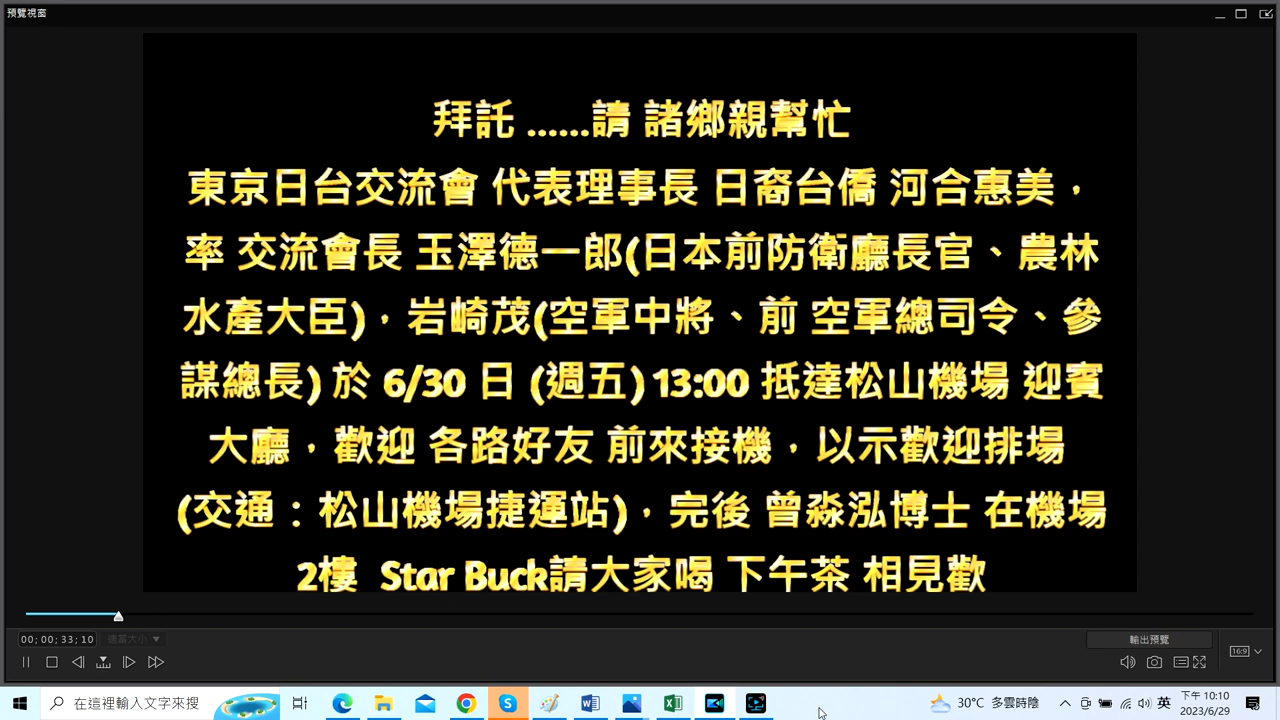 預覽視窗
拜託 ......請 諸鄉親幫忙
東京日台交流會 代表理事長 日裔台僑 河合惠美，
率 交流會長 玉澤德一郎(日本前防衛廳長官、農林
水產大臣)，岩崎茂(空軍中將、前 空軍總司令、參
謀總長) 於 6/30 日 (週五) 13:00 抵達松山機場 迎賓
大廳，歡迎 各路好友 前來接機，以示歡迎排場
(交通：松山機場捷運站)，完後 曾淼泓博士 在機場
2樓 Star Buck請大家喝 下午茶 相見歡
00; 00; 33; 10
適當大小
輸出預覽
16:9
在這裡輸入文字來搜
30°C 多雲時陰
英
下午 10:10
2023/6/29